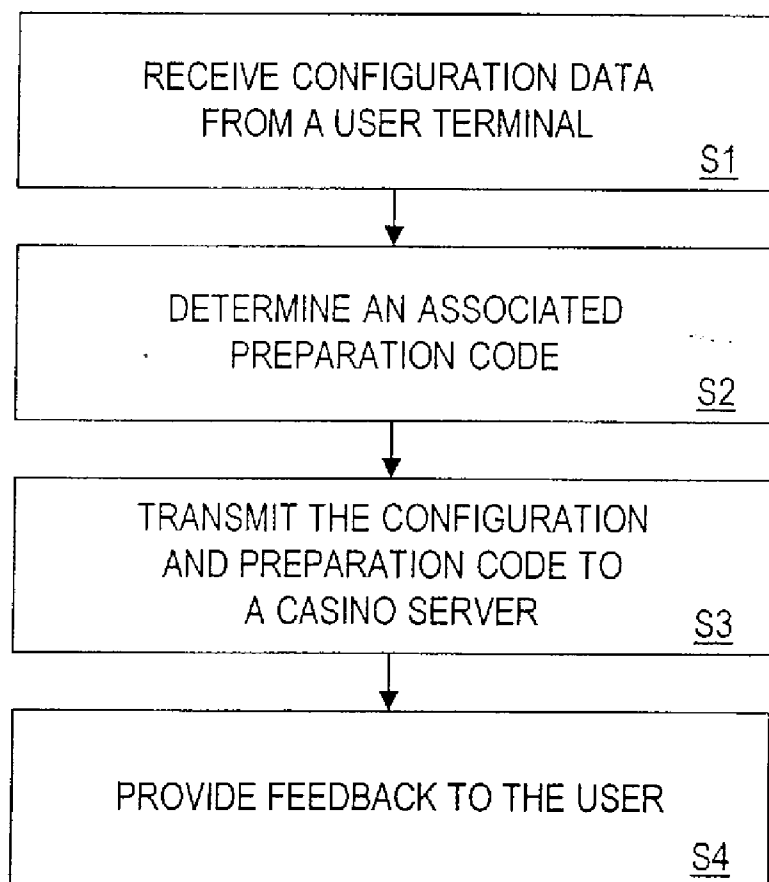 RECEIVE CONFIGURATION DATA
FROM A USER TERMINAL
S1
DETERMINE AN ASSOCIATED
PREPARATION CODE
S2
TRANSMIT THE CONFIGURATION
AND PREPARATION CODE TO
A CASINO SERVER
S3
PROVIDE FEEDBACK TO THE USER
S4